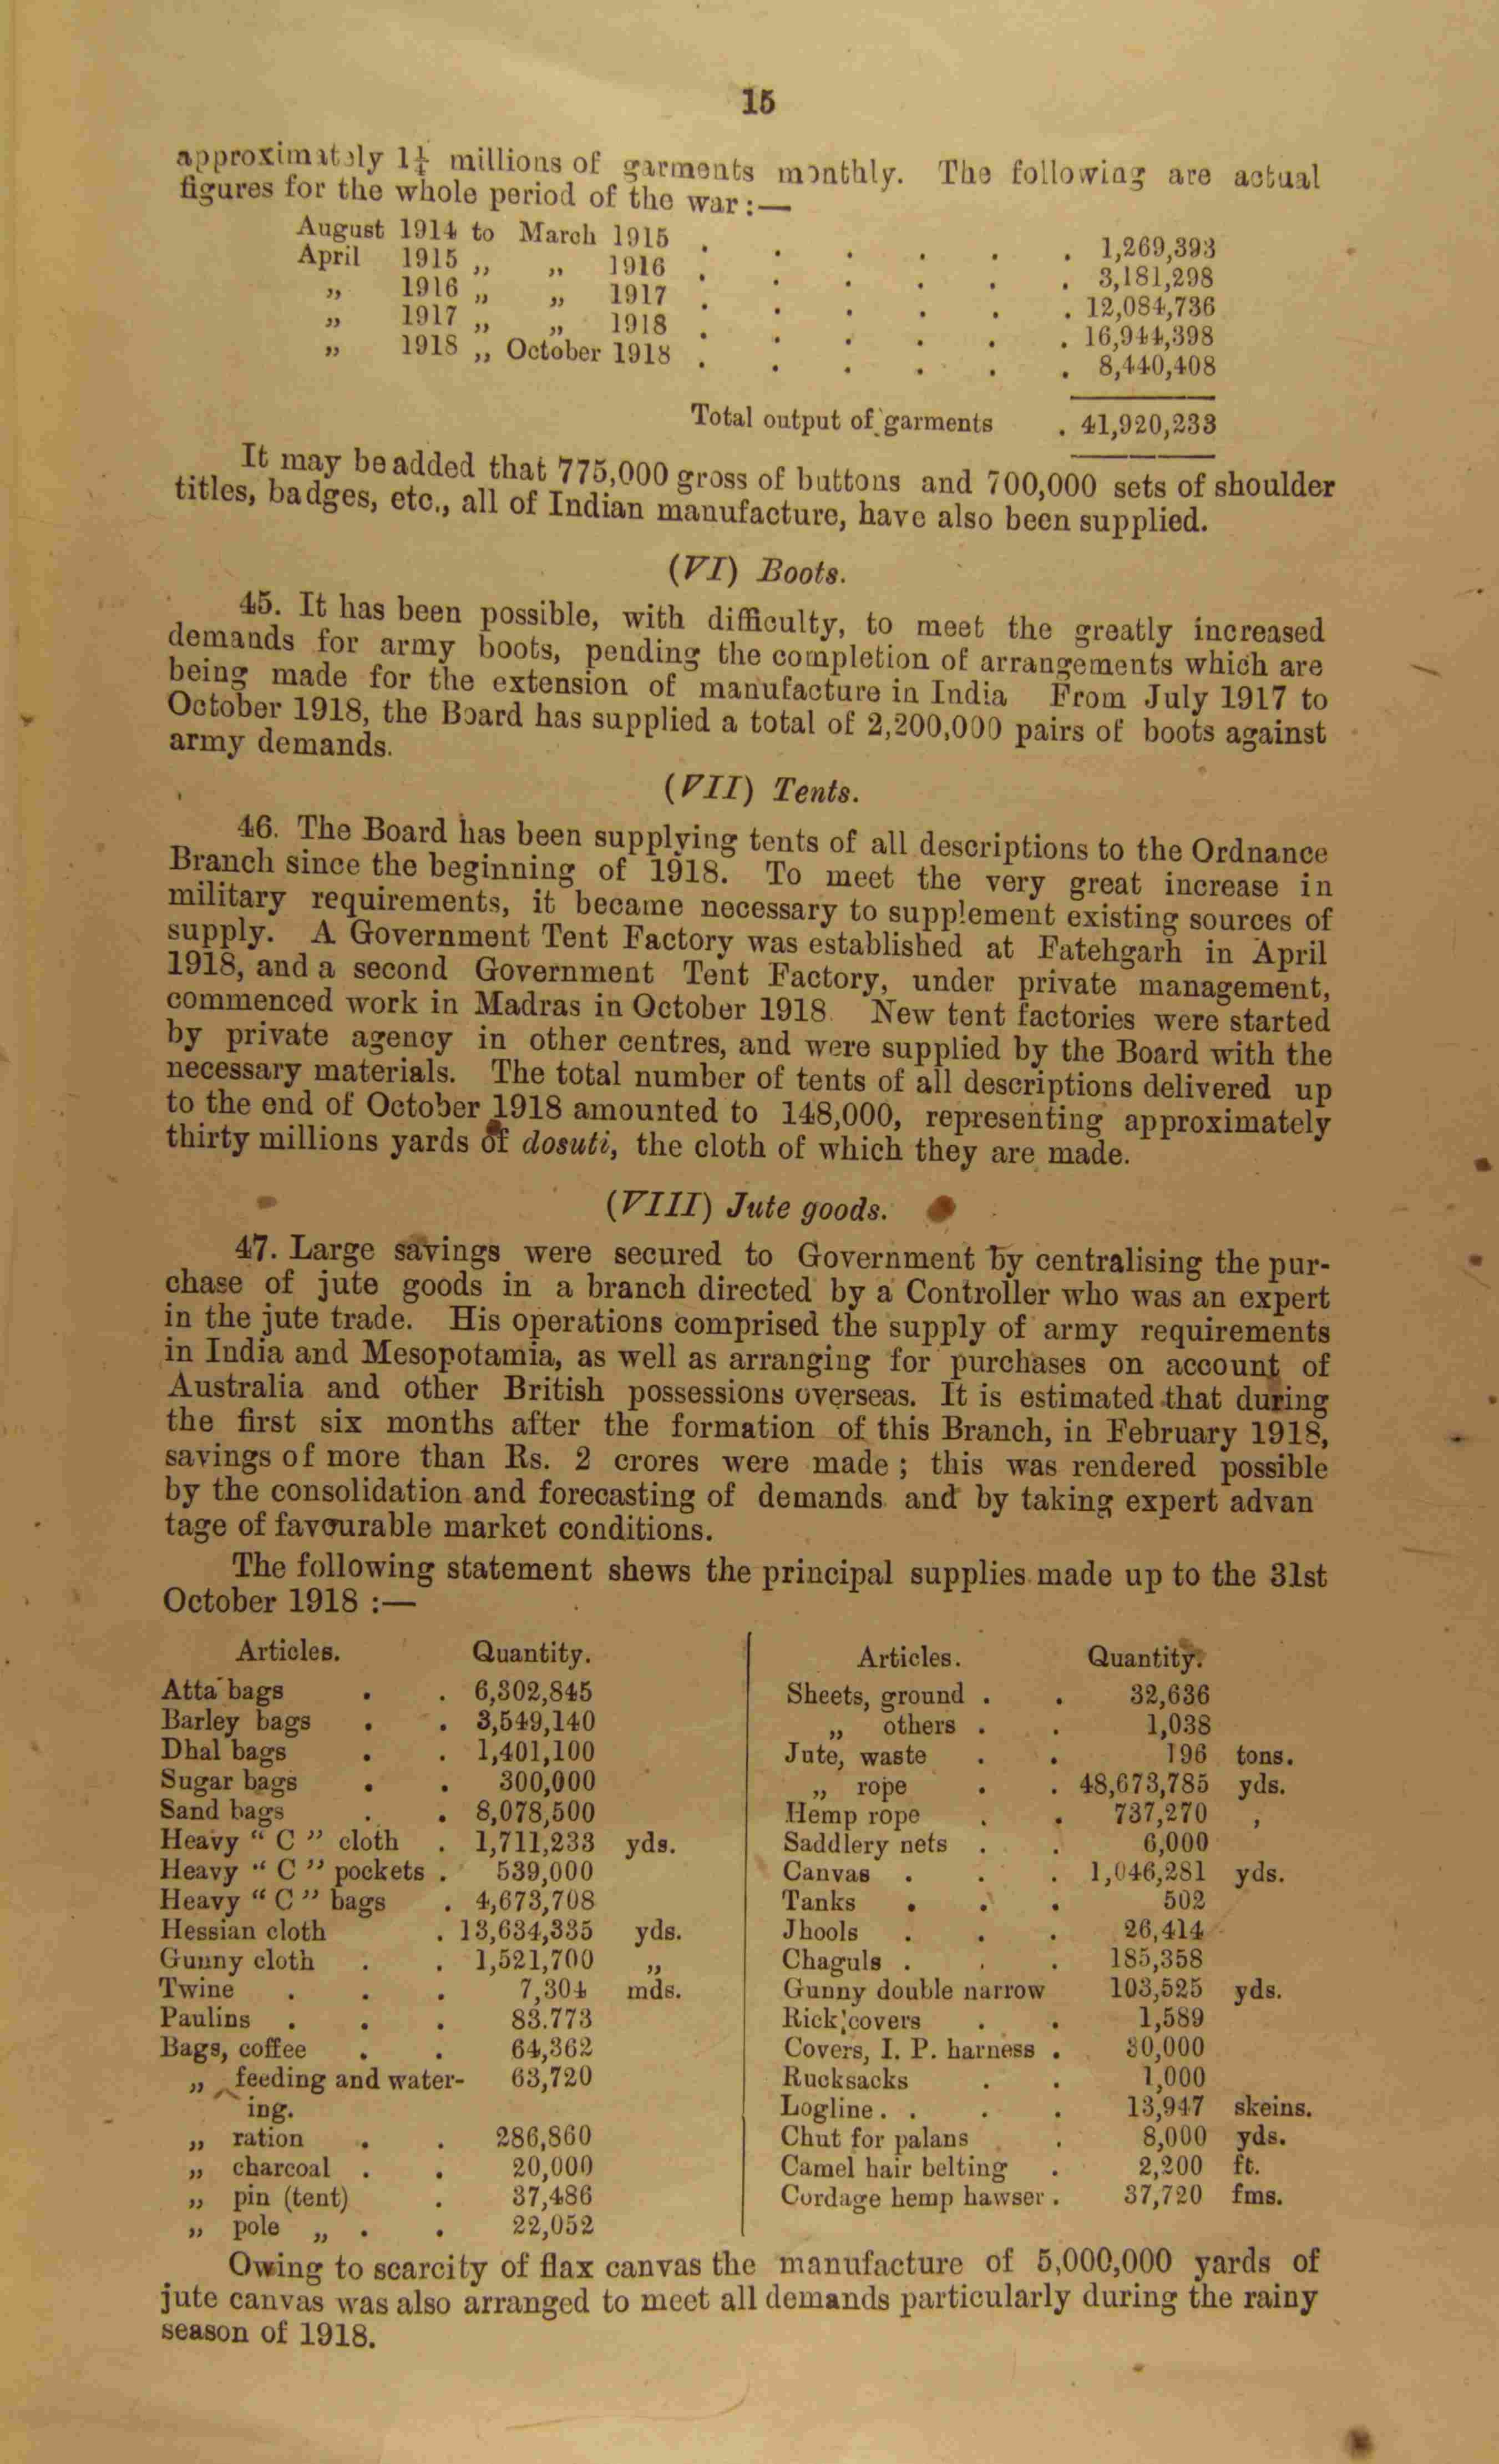 15
approximately 1¼ millions of garments monthly. The following are actual
figures for the whole period of the war :—
August 1914 to March 1915 . . . . . . 1,269,393
April 1915 „ „ 1916 . . . . . . 3,181,298
„ 1916 „ „ 1917 . . . . . . 12,084,736
„ 1917 „ „ 1918 . . . . . . 16,944,398
„ 1918 „ October 1918 . . . . . . 8,440,408
Total output of garments . 41,920,233
It may be added that 775,000 gross of buttons and 700,000 sets of shoulder
titles, badges, etc., all of Indian manufacture, have also been supplied.
(VI) Boots.
45. It has been possible, with difficulty, to meet the greatly increased
demands for army boots, pending the completion of arrangements which are
being made for the extension of manufacture in India From July 1917 to
October 1918, the Board has supplied a total of 2,200,000 pairs of boots against
army demands.
(VII) Tents.
46. The Board has been supplying tents of all descriptions to the Ordnance
Branch since the beginning of 1918. To meet the very great increase in
military requirements, it became necessary to supplement existing sources of
supply. A Government Tent Factory was established at Fatehgarh in April
1918, and a second Government Tent Factory, under private management,
commenced work in Madras in October 1918 New tent factories were started
by private agency in other centres, and were supplied by the Board with the
necessary materials. The total number of tents of all descriptions delivered up
to the end of October 1918 amounted to 148,000, representing approximately
thirty millions yards of dosuti, the cloth of which they are made.
(VIII) Jute goods.
47. Large savings were secured to Government by centralising the pur-
chase of jute goods in a branch directed by a Controller who was an expert
in the jute trade. His operations comprised the supply of army requirements
in India and Mesopotamia, as well as arranging for purchases on account of
Australia and other British possessions overseas. It is estimated that during
the first six months after the formation of this Branch, in February 1918,
savings of more than Rs. 2 crores were made ; this was rendered possible
by the consolidation and forecasting of demands and by taking expert advan
tage of favourable market conditions.
The following statement shews the principal supplies made up to the 31st
October 1918 :—
Articles. Quantity.
Atta bags . . 6,302,845
Barley bags . . 3,549,140
Dhal bags . . 1,401,100
Sugar bags . . 300,000
Sand bags . . 8,078,500
Heavy " C " cloth . 1,711,233 yds.
Heavy " C " pockets . 539,000
Heavy " C " bags . 4,673,708
Hessian cloth . 13,634,335 yds.
Gunny cloth . . 1,521,700 „
Twine . . . 7,304 mds.
Paulins . . . 83.773
Bags, coffee . . 64,362
„ feeding and water- 63,720
ing.
„ ration . . 286,860
„ charcoal . . 20,000
„ pin (tent) . 37,486
„ pole „ . . 22,052
Articles. Quantity.
Sheets, ground . . 32,636
„ others . . 1,038
Jute, waste . . 196 tons.
„ rope . . 48,673,785 yds.
Hemp rope . . 737,270 ,
Saddlery nets . . 6,000
Canvas . . . 1,046,281 yds.
Tanks . . . 502
Jhools . . . 26,414
Chaguls . . . 185,358
Gunny double narrow 103,525 yds.
Rick covers . . 1,589
Covers, I. P. harness . 30,000
Rucksacks . . 1,000
Logline . . . . 13,947 skeins.
Chut for palans . 8,000 yds.
Camel hair belting . 2,200 ft.
Cordage hemp hawser . 37,720 fms.
Owing to scarcity of flax canvas the manufacture of 5,000,000 yards of
jute canvas was also arranged to meet all demands particularly during the rainy
season of 1918.